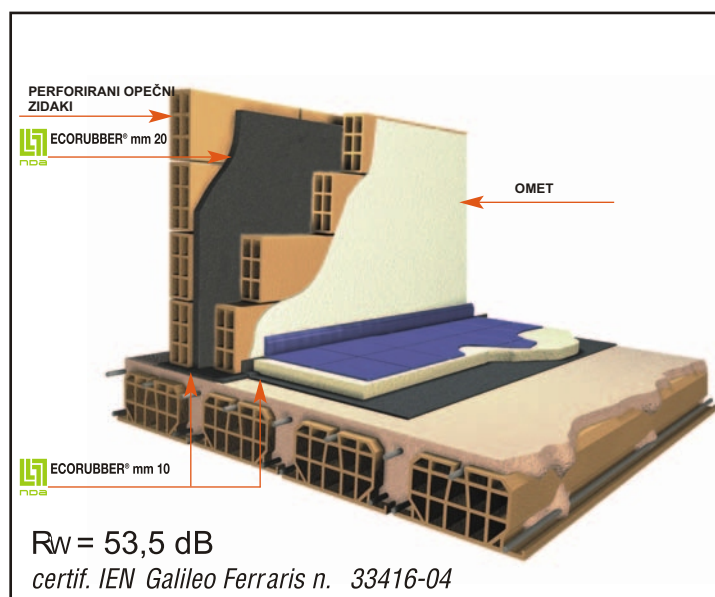 PERFORIRANI OPEČNI
ZIDAKI
nda
ECORUBBER® mm 20
OMET
nda
ECORUBBER® mm 10
Rw = 53,5 dB
certif. IEN Galileo Ferraris n. 33416-04